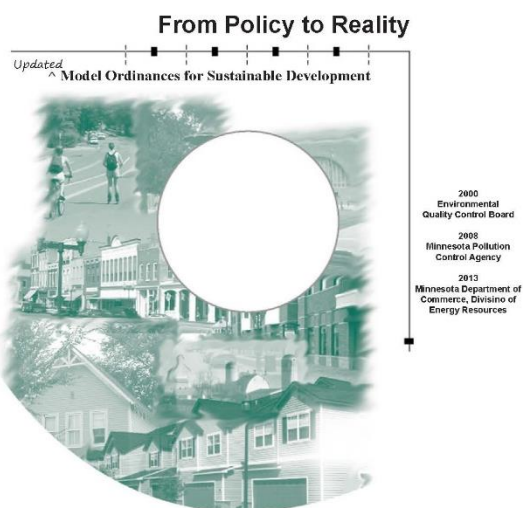 From Policy to Reality
Updated
^ Model Ordinances for Sustainable Development
2000
Environmental
Quality Control Board
2008
Minnesota Pollution
Control Agency
2013
Minnesota Department of
Commerce, Divisino of
Energy Resources